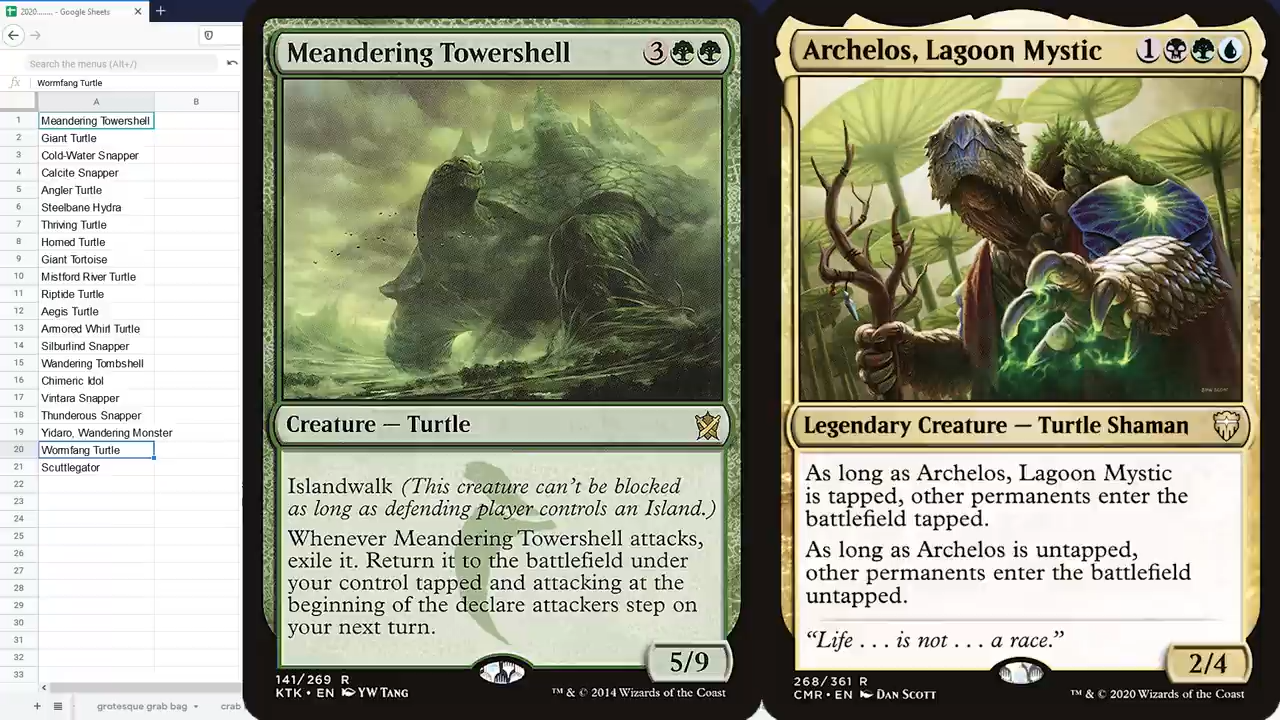 2020........ - Google Sheets
Search the menus (Alt+/)
fx Wormfang Turtle
A B
1 Meandering Towershell
2 Giant Turtle
3 Cold-Water Snapper
4 Calcite Snapper
5 Angler Turtle
6 Steelbane Hydra
7 Thriving Turtle
8 Horned Turtle
9 Giant Tortoise
10 Mistford River Turtle
11 Riptide Turtle
12 Aegis Turtle
13 Armored Whirl Turtle
14 Silburlind Snapper
15 Wandering Tombshell
16 Chimeric Idol
17 Vintara Snapper
18 Thunderous Snapper
19 Yidaro, Wandering Monster
20 Wormfang Turtle
21 Scuttlegator
22
23
24
25
26
27
28
29
30
31
32
33
grotesque grab bag crab
Meandering Towershell 3
Creature — Turtle
Islandwalk (This creature can't be blocked
as long as defending player controls an Island.)
Whenever Meandering Towershell attacks,
exile it. Return it to the battlefield under
your control tapped and attacking at the
beginning of the declare attackers step on
your next turn.
5/9
141/269 R
KTK • EN YW Tang
™ & © 2014 Wizards of the Coast
Archelos, Lagoon Mystic 1
DAN SCOTT
Legendary Creature — Turtle Shaman
As long as Archelos, Lagoon Mystic
is tapped, other permanents enter the
battlefield tapped.
As long as Archelos is untapped,
other permanents enter the battlefield
untapped.
“Life . . . is not . . . a race.”
2/4
268/361 R
CMR • EN Dan Scott
™ & © 2020 Wizards of the Coast